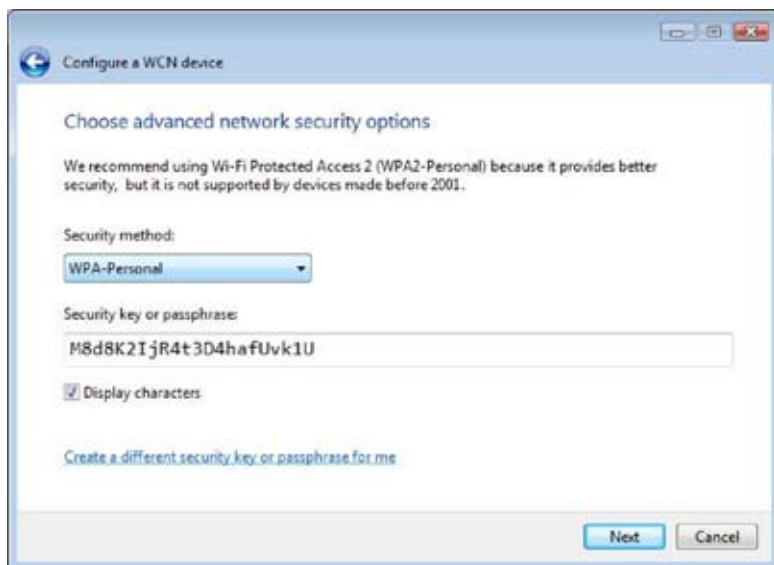 Configure a WCN device
Choose advanced network security options
We recommend using Wi-Fi Protected Access 2 (WPA2-Personal) because it provides better
security, but it is not supported by devices made before 2001.
Security method:
WPA-Personal
Security key or passphrase:
M8d8K2IjR4t3D4hafUvk1U
Display characters
Create a different security key or passphrase for me
Next Cancel